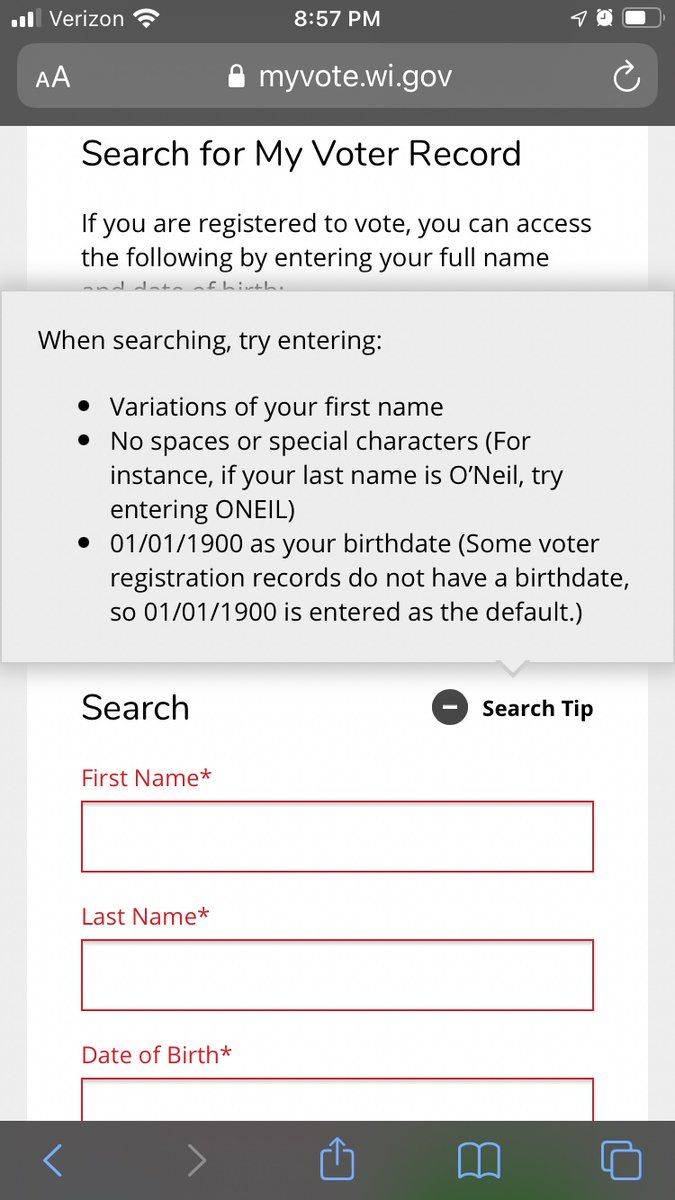 Verizon 8:57 PM
AA myvote.wi.gov
Search for My Voter Record
If you are registered to vote, you can access
the following by entering your full name
and date of birth:
When searching, try entering:
• Variations of your first name
• No spaces or special characters (For
instance, if your last name is O’Neil, try
entering ONEIL)
• 01/01/1900 as your birthdate (Some voter
registration records do not have a birthdate,
so 01/01/1900 is entered as the default.)
Search Search Tip
First Name*
Last Name*
Date of Birth*